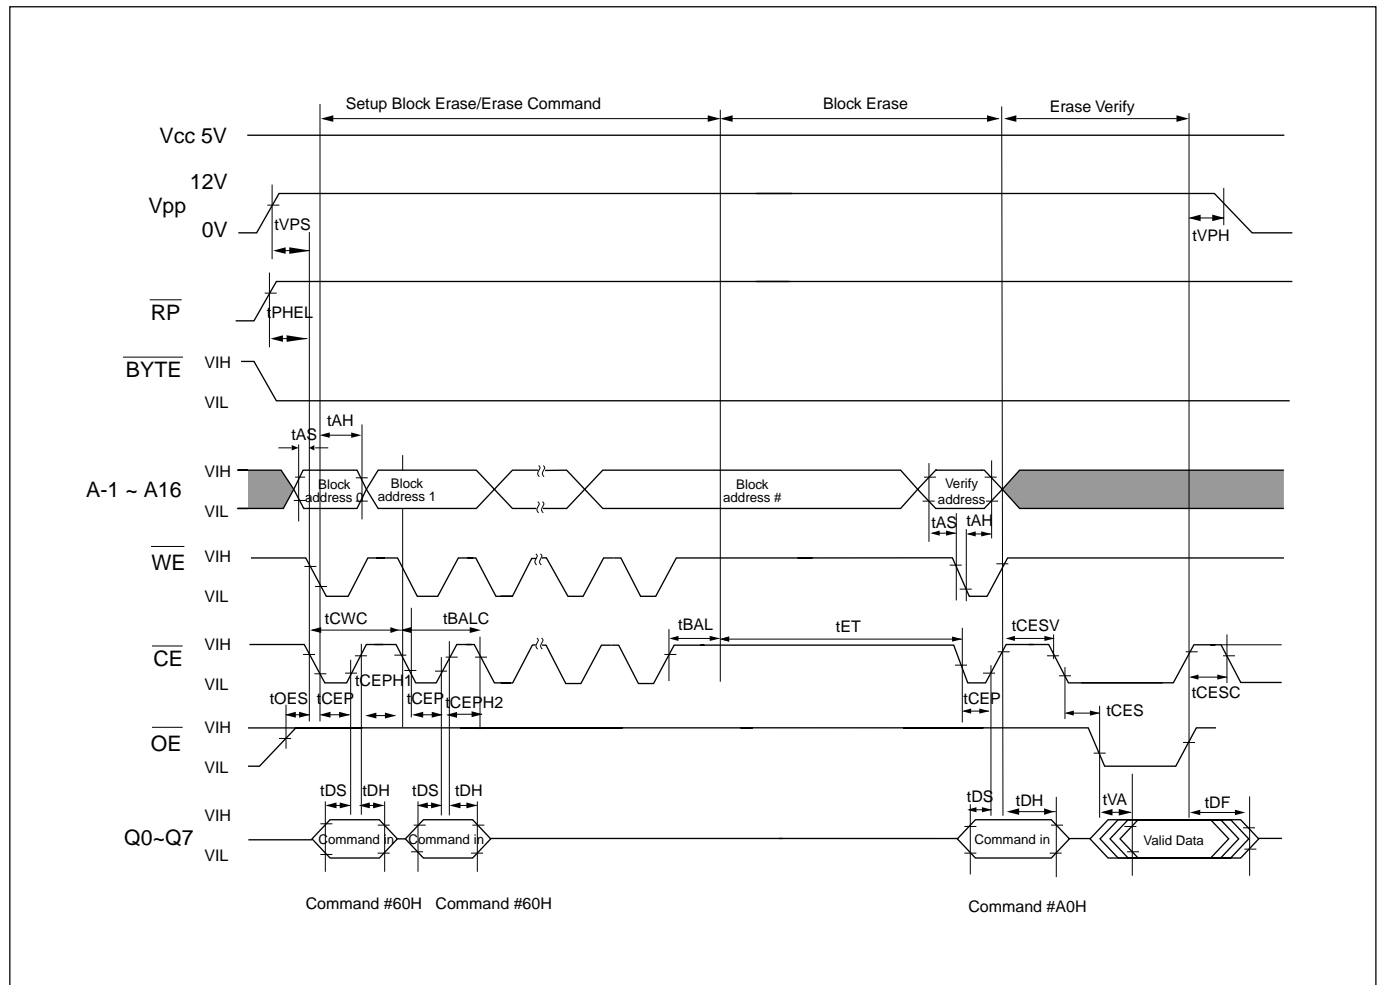 Setup Block Erase/Erase Command Block Erase Erase Verify
Vcc 5V
12V
Vpp
0V
tVPS
tVPH
RP
tPHEL
BYTE VIH
VIL
tAH
tAS
A-1 ~ A16 VIH
VIL
Block address 0
Block address 1
Block address #
Verify address
tAS tAH
WE VIH
VIL
tCWC tBALC tBAL tET tCESV
CE VIH
VIL
tCEPH1
tOES tCEP tCEP tCEPH2 tCEP tCES tCESC
OE VIH
VIL
tDS tDH tDS tDH tDS tDH tVA tDF
Q0~Q7 VIH
VIL
Command in Command in Command in Valid Data
Command #60H Command #60H Command #A0H